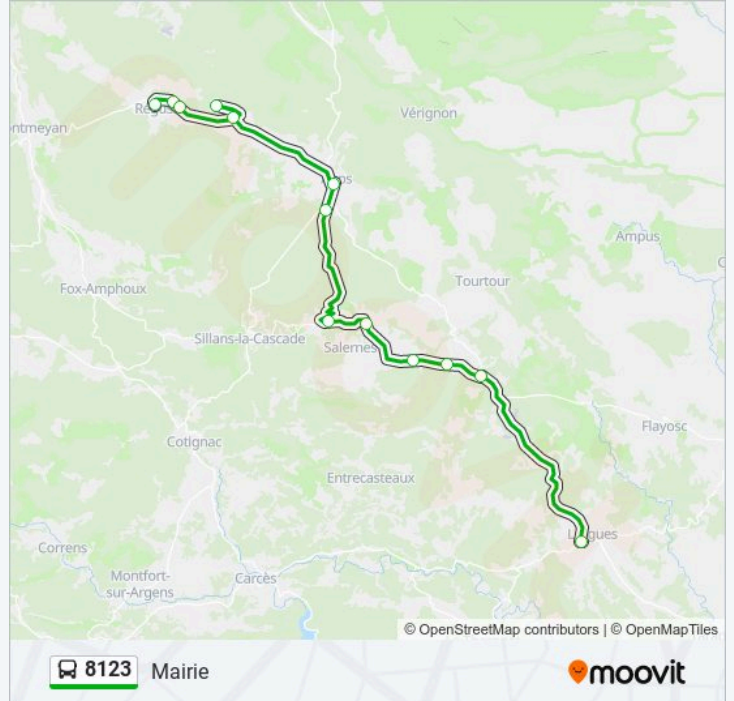 Vérignon
Ampus
Tourtour
Fox-Amphoux
Sillans-la-Cascade
Salernes
Flayosc
Cotignac
Entrecasteaux
Correns
Montfort-
sur-Argens
Carcès
© OpenStreetMap contributors | © OpenMapTiles
8123 Mairie
moovit